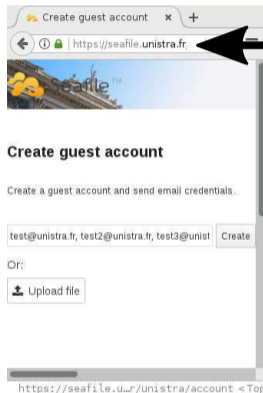 Create guest account × +
https://seafile.unistra.fr
Seafile™
Create guest account
Create a guest account and send email credentials.
test@unistra.fr, test2@unistra.fr, test3@unist Create
Or:
Upload file
https://seafile.u…r/unistra/account <Top